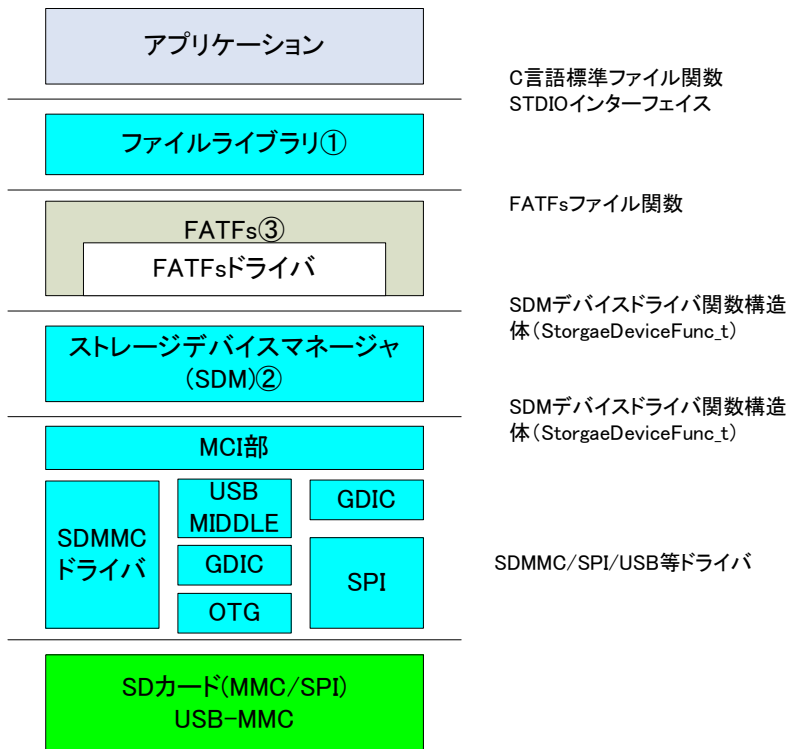 アプリケーション
C言語標準ファイル関数
STDIOインターフェイス
ファイルライブラリ①
FATFsファイル関数
FATFs③
FATFsドライバ
SDMデバイスドライバ関数構造
体(StorgaeDeviceFunc_t)
ストレージデバイスマネージャ
(SDM)②
SDMデバイスドライバ関数構造
体(StorgaeDeviceFunc_t)
MCI部
SDMMC
ドライバ
USB
MIDDLE
GDIC
OTG
GDIC
SPI
SDMMC/SPI/USB等ドライバ
SDカード(MMC/SPI)
USB-MMC